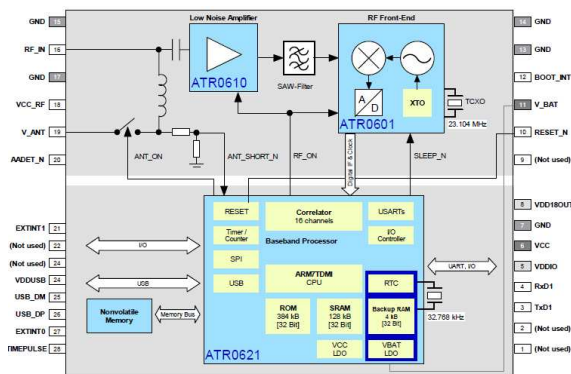 Low Noise Amplifier
RF Front-End
GND 15
RF_IN 16
GND 17
VCC_RF 18
V_ANT 19
AADET_N 20
EXTINT1 21
(Not used) 22
(Not used) 24
VDDUSB 24
USB_DM 25
USB_DP 26
EXTINT0 27
TIMEPULSE 28
14 GND
13 GND
12 BOOT_INT
11 V_BAT
10 RESET_N
9 (Not used)
8 VDD18OUT
7 GND
6 VCC
5 VDDIO
4 RxD1
3 TxD1
2 (Not used)
1 (Not used)
ATR0610
SAW-Filter
A
D
XTO
ATR0601
TCXO
23.104 MHz
ANT_ON
ANT_SHORT_N
RF_ON
Digital IF & Clock
SLEEP_N
RESET
Correlator
16 channels
USARTs
Timer /
Counter
Baseband Processor
I/O
Controller
SPI
USB
ARM7TDMI
CPU
RTC
ROM
384 kB
[32 Bit]
SRAM
128 kB
[32 Bit]
Backup RAM
4 kB
[32 Bit]
VCC
LDO
VBAT
LDO
ATR0621
I/O
USB
Nonvolatile
Memory
Memory Bus
UART, I/O
32.768 kHz